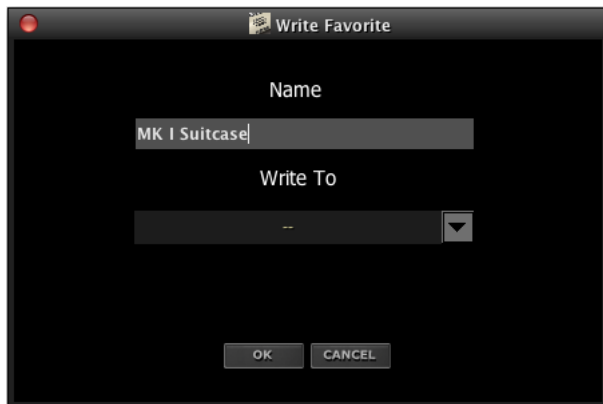 Write Favorite
Name
MK I Suitcase
Write To
--
OK CANCEL